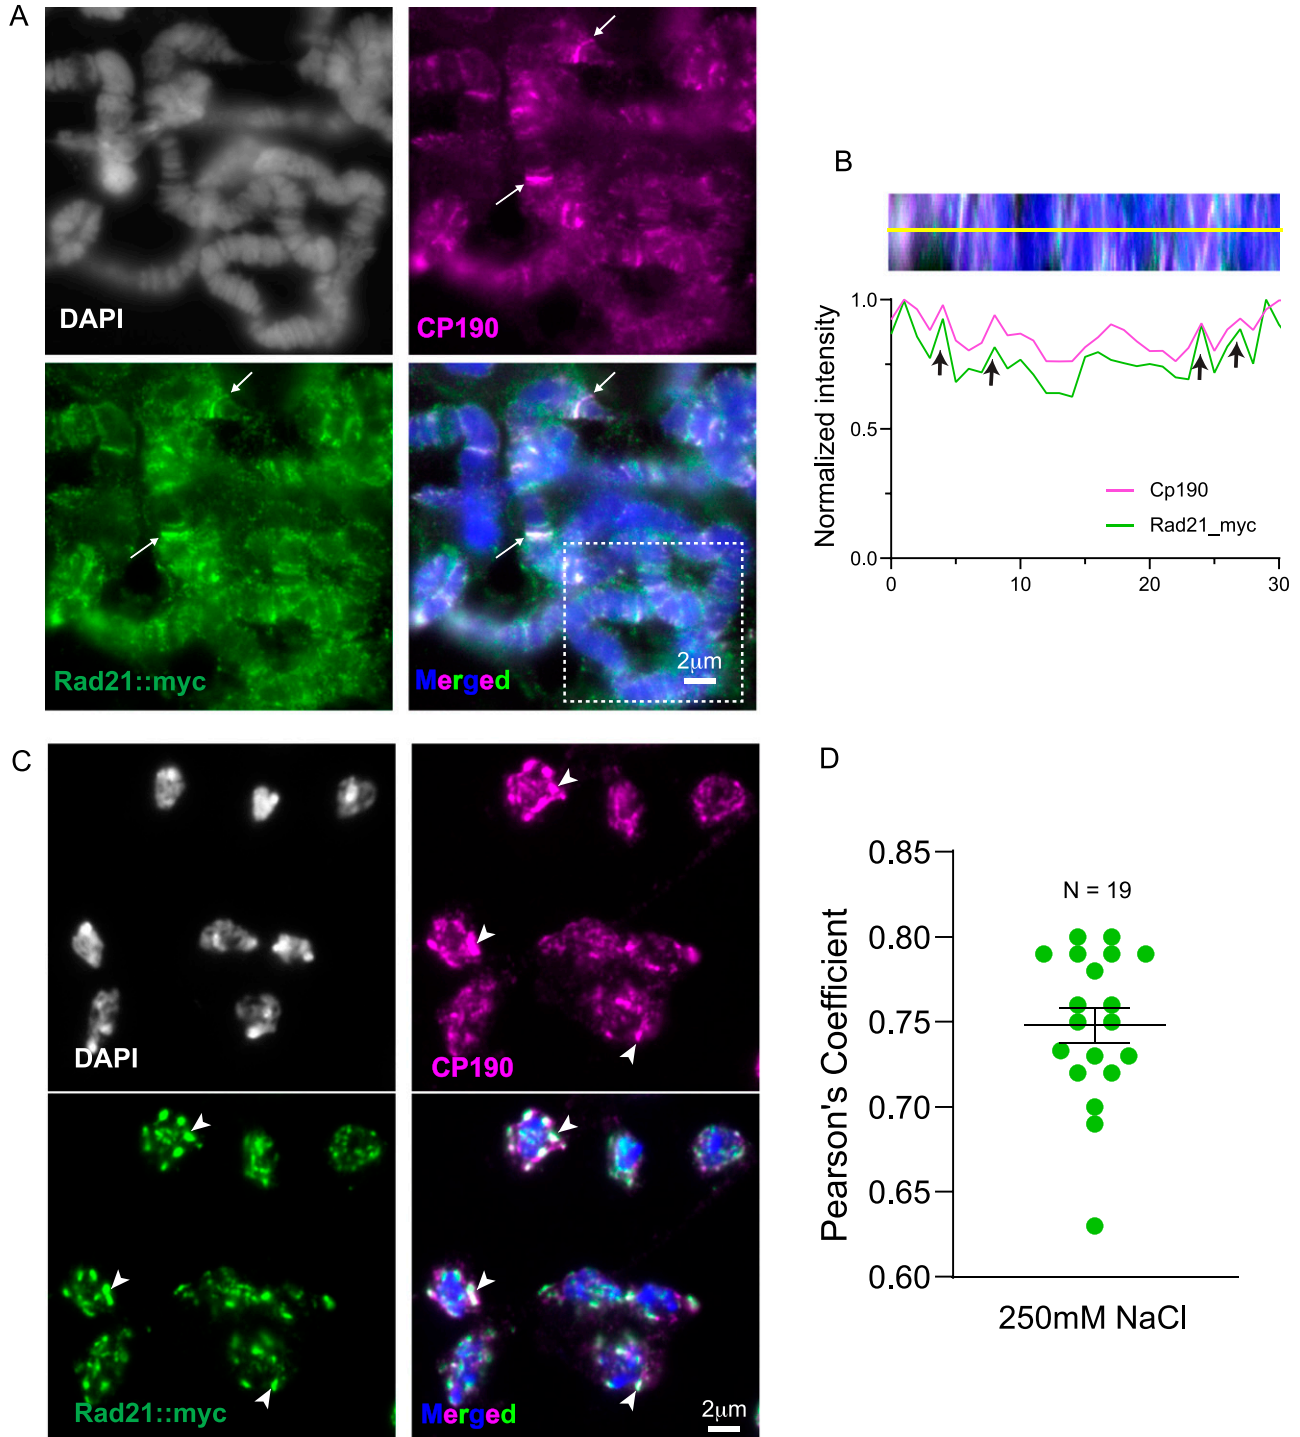 A
DAPI
CP190
Rad21::myc
Merged
2μm
B
Normalized intensity
1.0
0.5
0.0
Cp190
Rad21_myc
0
10
20
30
C
DAPI
CP190
Rad21::myc
Merged
2μm
D
Pearson's Coefficient
0.85
0.80
0.75
0.70
0.65
0.60
N = 19
250mM NaCl